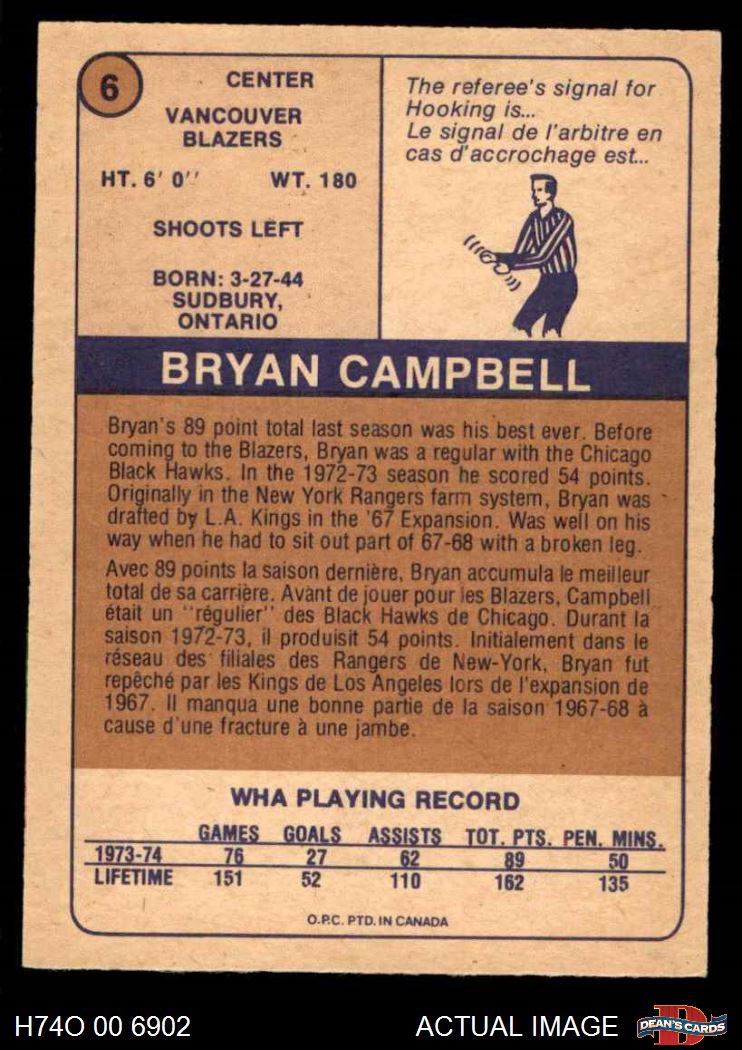 6
CENTER
VANCOUVER
BLAZERS
HT. 6' 0'' WT. 180
SHOOTS LEFT
BORN: 3-27-44
SUDBURY,
ONTARIO
The referee's signal for
Hooking is...
Le signal de l'arbitre en
cas d'accrochage est...
BRYAN CAMPBELL
Bryan's 89 point total last season was his best ever. Before
coming to the Blazers, Bryan was a regular with the Chicago
Black Hawks. In the 1972-73 season he scored 54 points.
Originally in the New York Rangers farm system, Bryan was
drafted by L.A. Kings in the '67 Expansion. Was well on his
way when he had to sit out part of 67-68 with a broken leg.
Avec 89 points la saison dernière, Bryan accumula le meilleur
total de sa carrière. Avant de jouer pour les Blazers, Campbell
était un "régulier" des Black Hawks de Chicago. Durant la
saison 1972-73, il produisit 54 points. Initialement dans le
réseau des filiales des Rangers de New-York, Bryan fut
repêché par les Kings de Los Angeles lors de l'expansion de
1967. Il manqua une bonne partie de la saison 1967-68 à
cause d'une fracture à une jambe.
WHA PLAYING RECORD
GAMES GOALS ASSISTS TOT. PTS. PEN. MINS.
1973-74 76 27 62 89 50
LIFETIME 151 52 110 162 135
O.P.C. PTD. IN CANADA
H74O 00 6902 ACTUAL IMAGE
D
DEAN'S CARDS